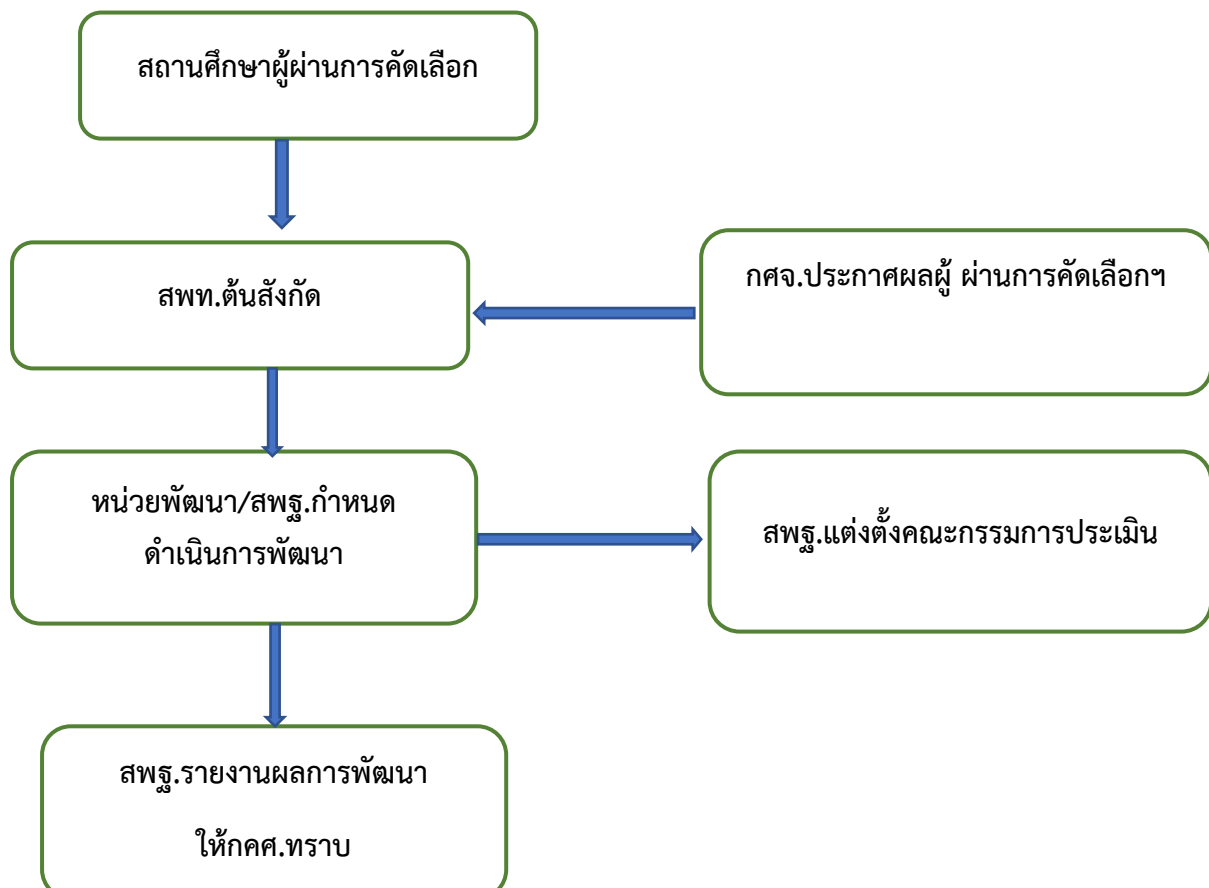 สถานศึกษาผู้ผ่านการคัดเลือก
สพท.ต้นสังกัด
กศจ.ประกาศผลผู้ ผ่านการคัดเลือกฯ
หน่วยพัฒนา/สพฐ.กำหนด
ดำเนินการพัฒนา
สพฐ.แต่งตั้งคณะกรรมการประเมิน
สพฐ.รายงานผลการพัฒนา
ให้กคศ.ทราบ